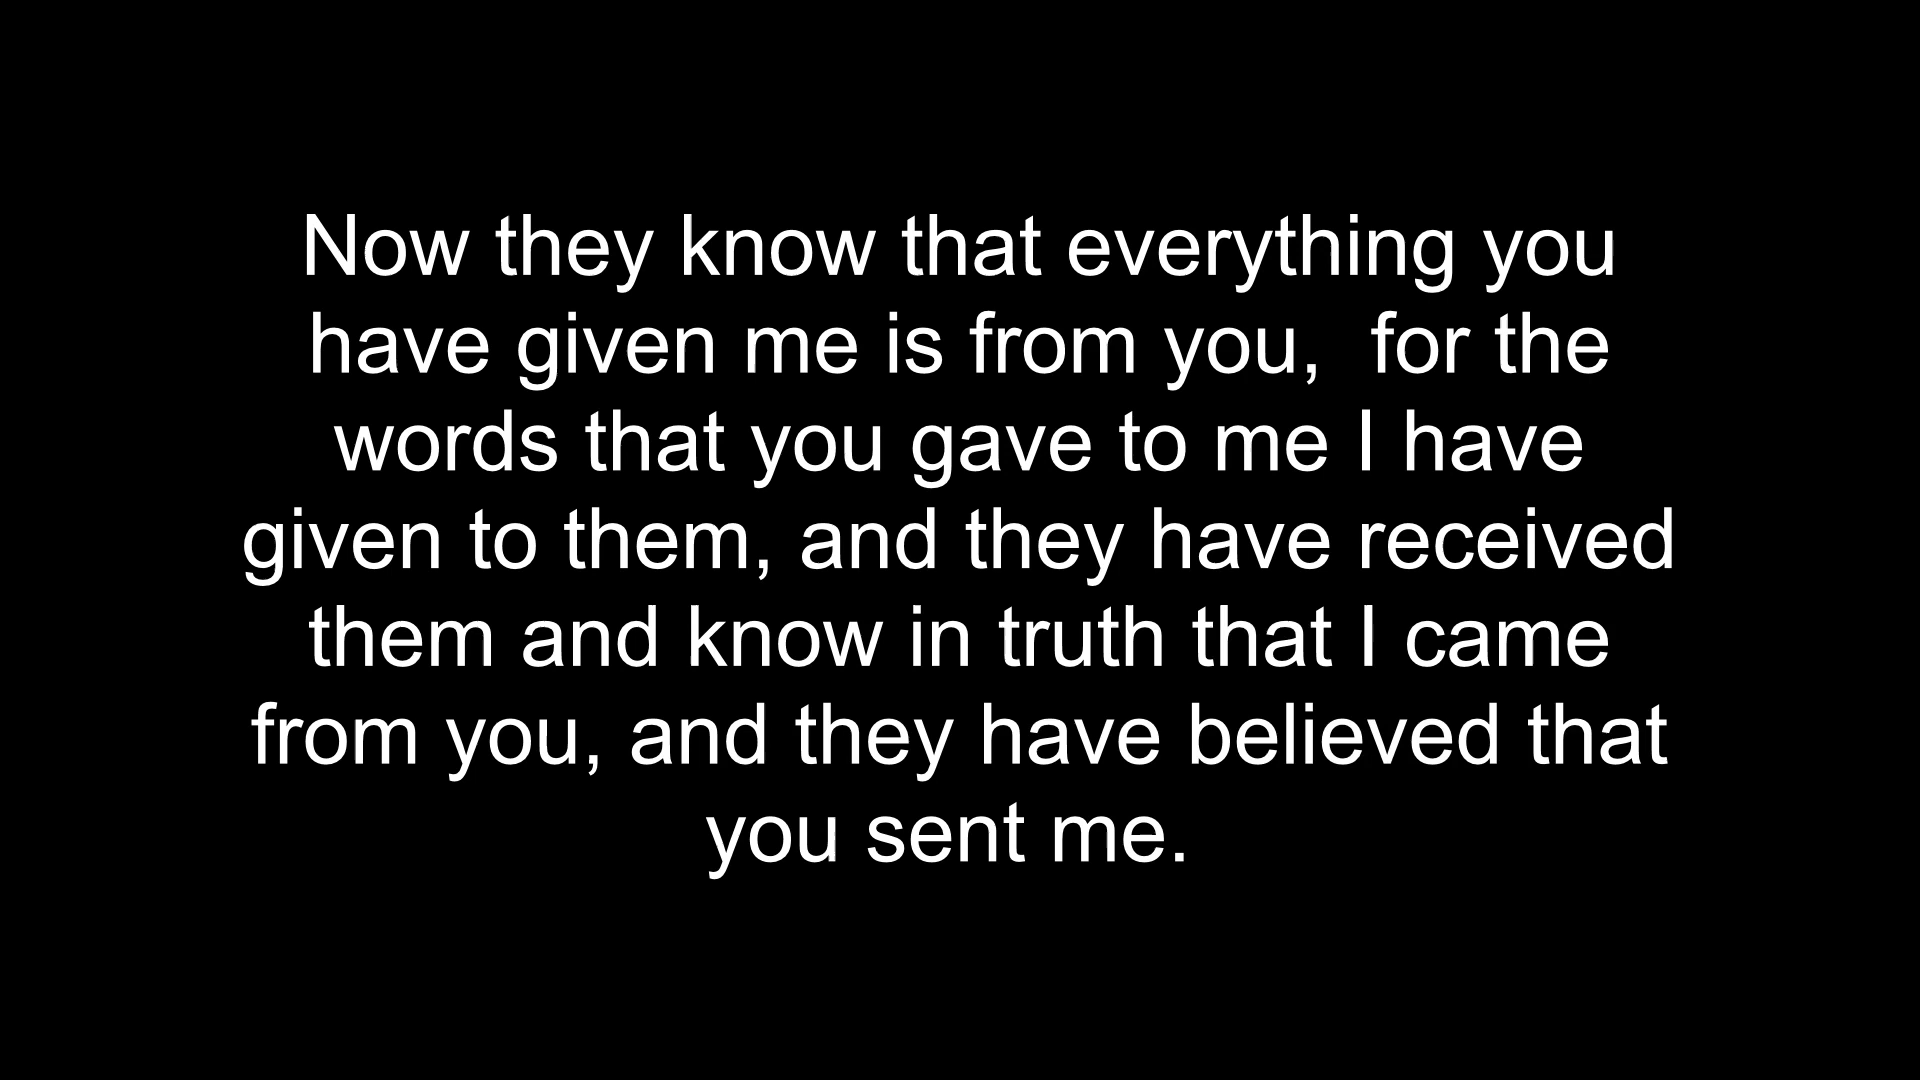 Now they know that everything you
have given me is from you,  for the
words that you gave to me I have
given to them, and they have received
them and know in truth that I came
from you, and they have believed that
you sent me.